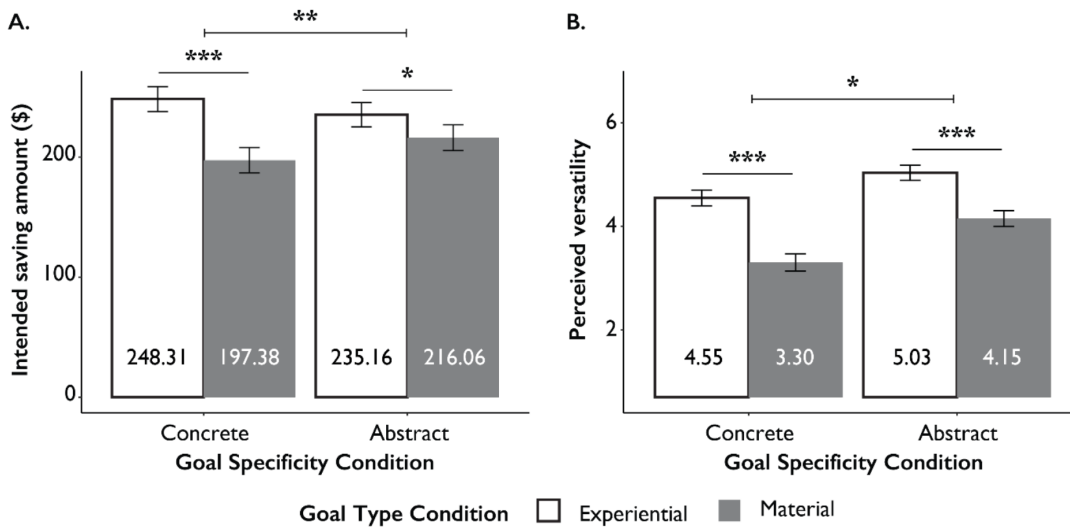 A.
**
***
*
Intended saving amount ($)
200
100
0
248.31
197.38
235.16
216.06
Concrete
Abstract
Goal Specificity Condition
B.
*
***
***
Perceived versatility
6
4
2
4.55
3.30
5.03
4.15
Concrete
Abstract
Goal Specificity Condition
Goal Type Condition
Experiential
Material